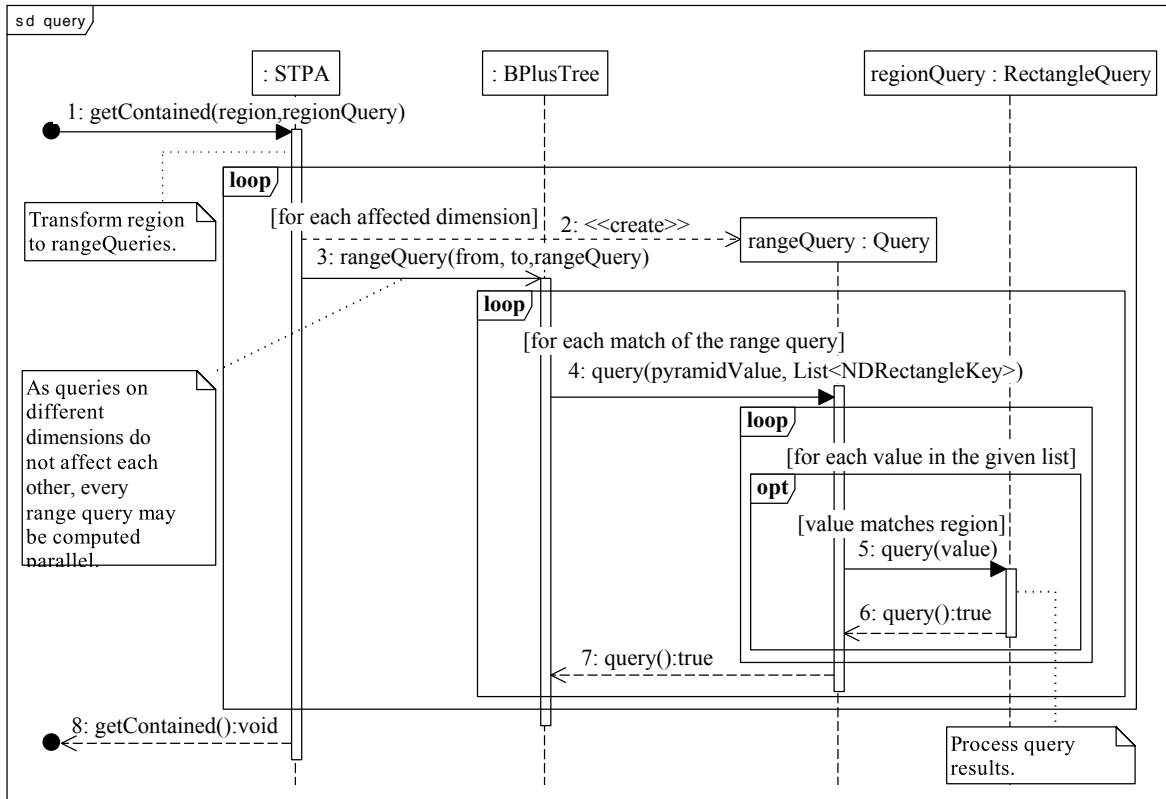 sd query
: STPA
: BPlusTree
regionQuery : RectangleQuery
1: getContained(region,regionQuery)
loop
Transform region
to rangeQueries.
[for each affected dimension]
2: <<create>>
rangeQuery : Query
3: rangeQuery(from, to,rangeQuery)
loop
[for each match of the range query]
4: query(pyramidValue, List<NDRectangleKey>)
As queries on
different
dimensions do
not affect each
other, every
range query may
be computed
parallel.
loop
[for each value in the given list]
opt
[value matches region]
5: query(value)
6: query():true
7: query():true
8: getContained():void
Process query
results.